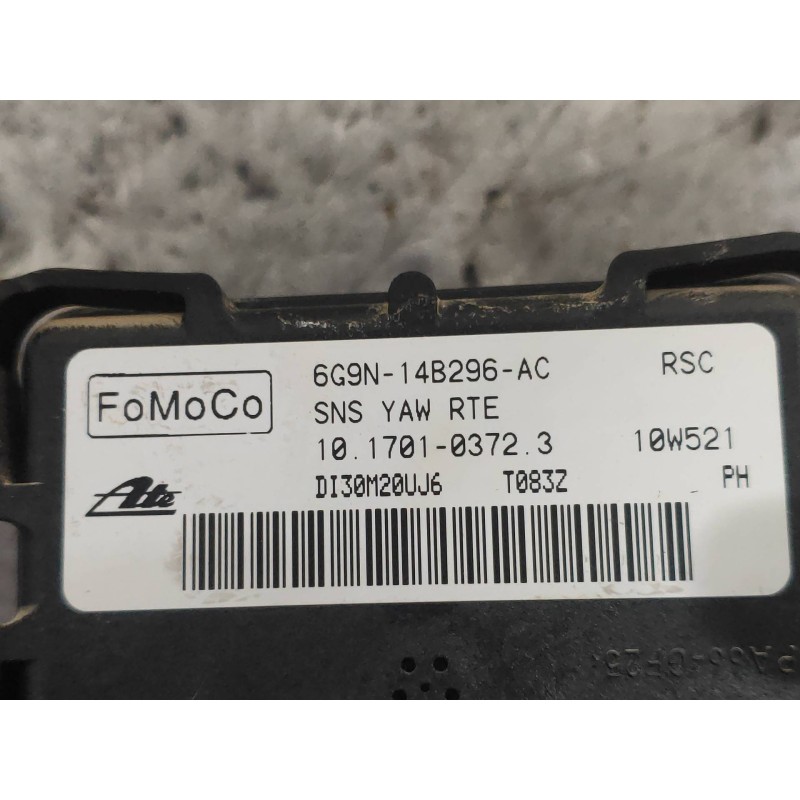 6G9N-14B296-AC RSC
FoMoCo SNS YAW RTE
10.1701-0372.3 10W521
Ate DI30M20UJ6 T083Z PH